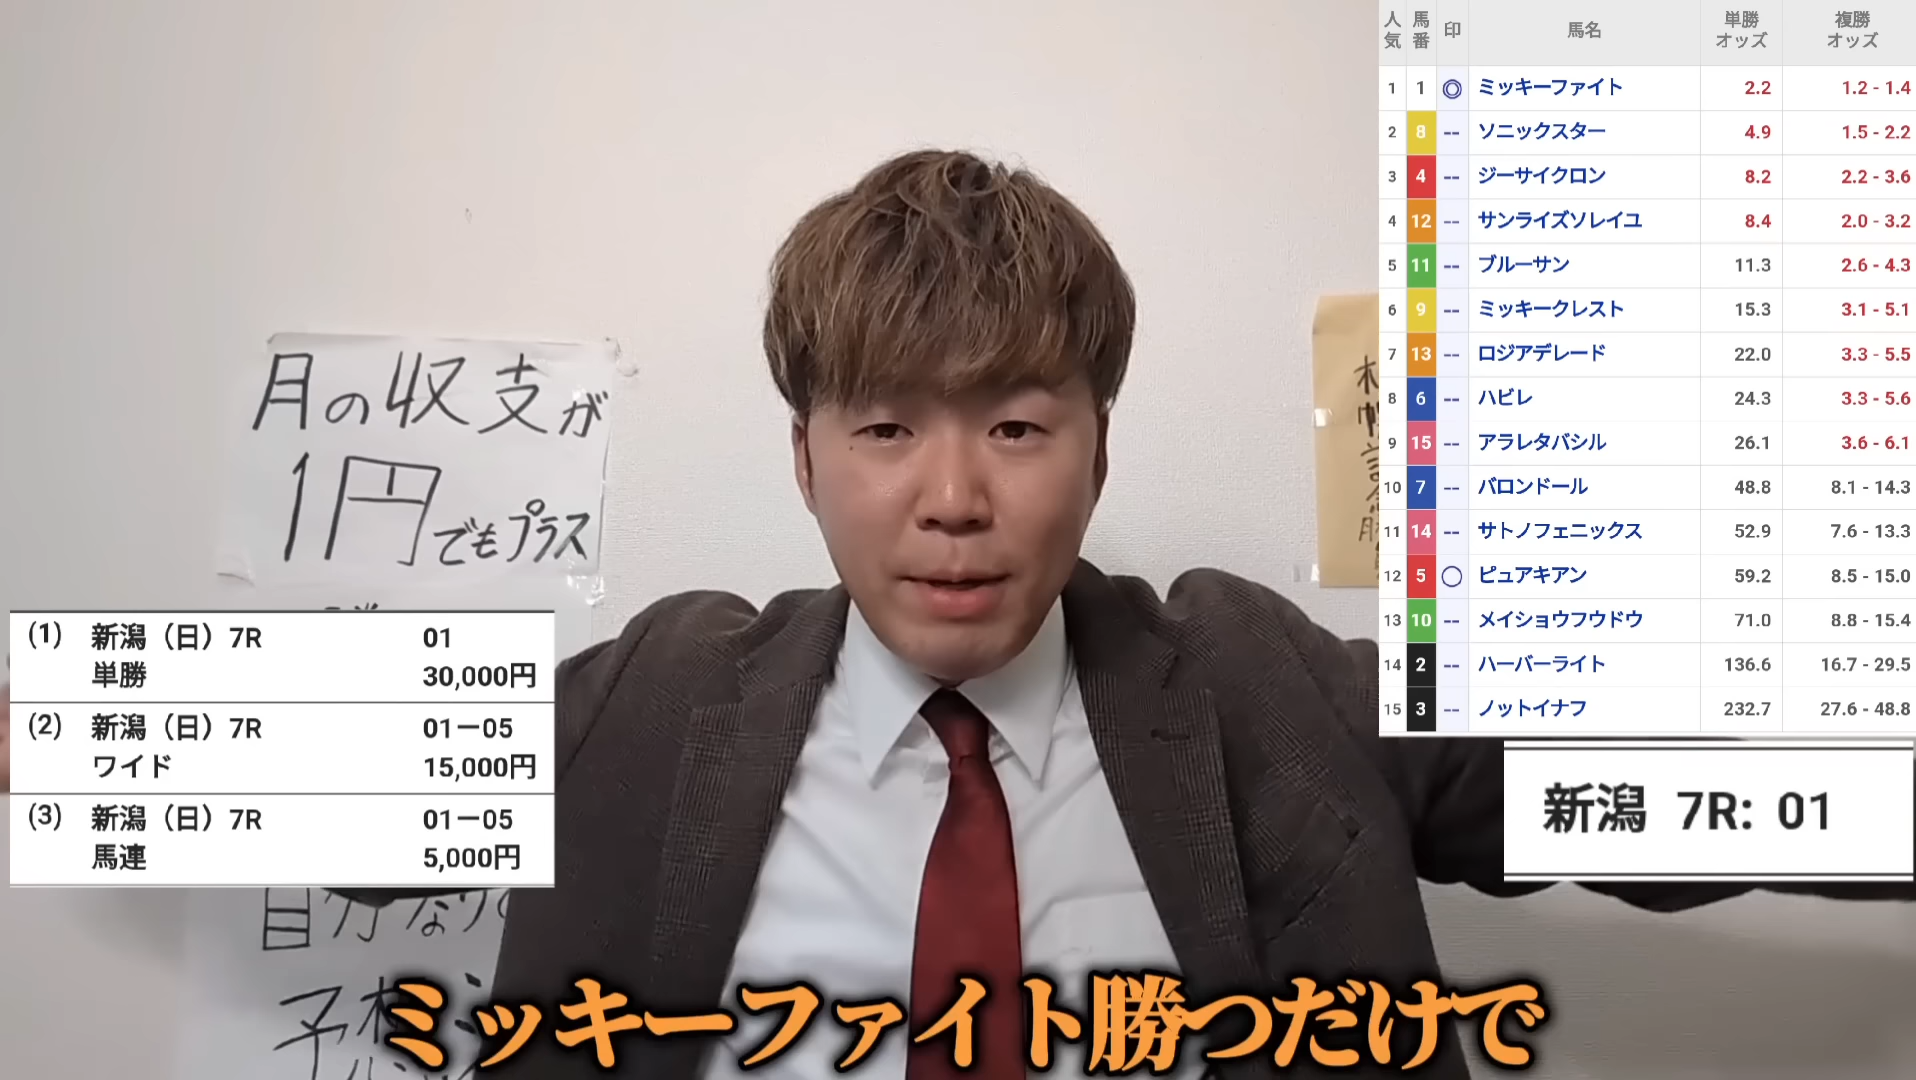 月の収支が
1円でもプラス
自分なり
予想
札幌記念
(1) 新潟（日）7R 01
単勝 30,000円
(2) 新潟（日）7R 01－05
ワイド 15,000円
(3) 新潟（日）7R 01－05
馬連 5,000円
人気 馬番 印 馬名 単勝オッズ 複勝オッズ
1 1 ◎ ミッキーファイト 2.2 1.2 - 1.4
2 8 -- ソニックスター 4.9 1.5 - 2.2
3 4 -- ジーサイクロン 8.2 2.2 - 3.6
4 12 -- サンライズソレイユ 8.4 2.0 - 3.2
5 11 -- ブルーサン 11.3 2.6 - 4.3
6 9 -- ミッキークレスト 15.3 3.1 - 5.1
7 13 -- ロジアデレード 22.0 3.3 - 5.5
8 6 -- ハビレ 24.3 3.3 - 5.6
9 15 -- アラレタバシル 26.1 3.6 - 6.1
10 7 -- バロンドール 48.8 8.1 - 14.3
11 14 -- サトノフェニックス 52.9 7.6 - 13.3
12 5 ○ ピュアキアン 59.2 8.5 - 15.0
13 10 -- メイショウフウドウ 71.0 8.8 - 15.4
14 2 -- ハーバーライト 136.6 16.7 - 29.5
15 3 -- ノットイナフ 232.7 27.6 - 48.8
新潟 7R: 01
ミッキーファイト勝つだけで